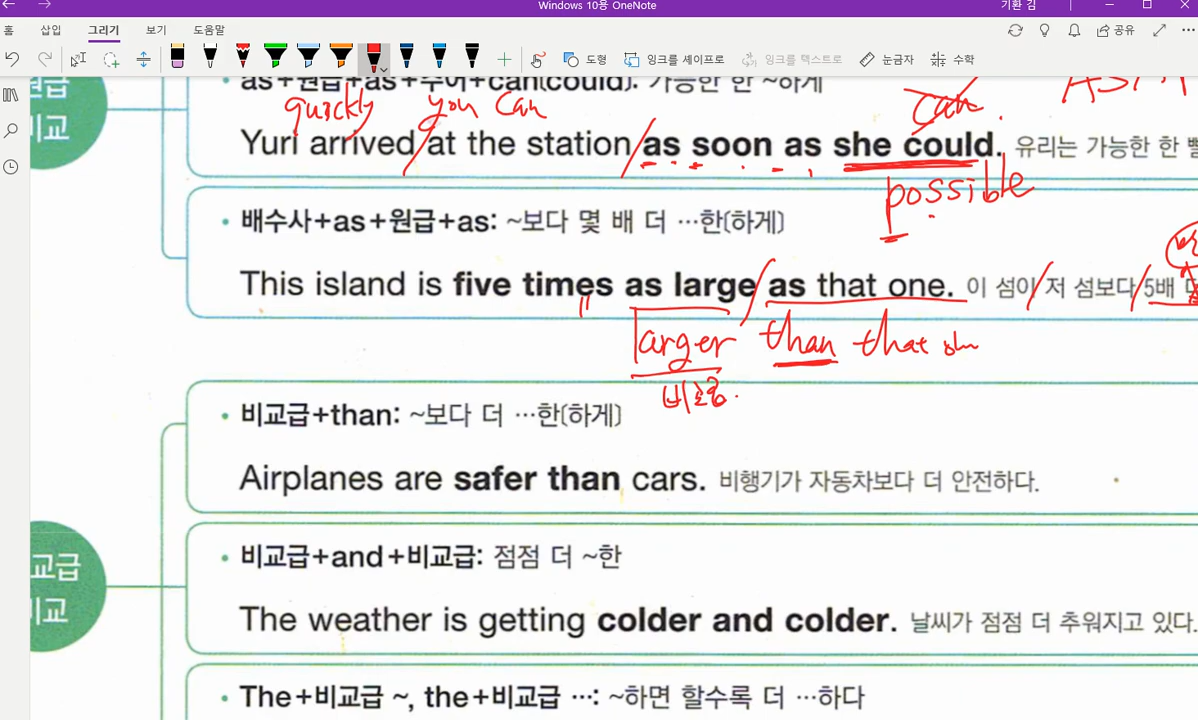 Windows 10용 OneNote
기환 김
홈 삽입 그리기 보기 도움말
공유
도형 잉크를 셰이프로 잉크를 텍스트로 눈금자 수학
원급
비교
as+원급+as+주어+can(could): 가능한 한 ~하게
quickly you can can.
Yuri arrived at the station as soon as she could. 유리는 가능한 한
possible
• 배수사+as+원급+as: ~보다 몇 배 더 …한(하게)
This island is five times as large as that one. 이 섬이 저 섬보다 5배
larger than that
비교급.
• 비교급+than: ~보다 더 …한(하게)
Airplanes are safer than cars. 비행기가 자동차보다 더 안전하다.
교급
비교
• 비교급+and+비교급: 점점 더 ~한
The weather is getting colder and colder. 날씨가 점점 더 추워지고 있다.
• The+비교급 ~, the+비교급 …: ~하면 할수록 더 …하다